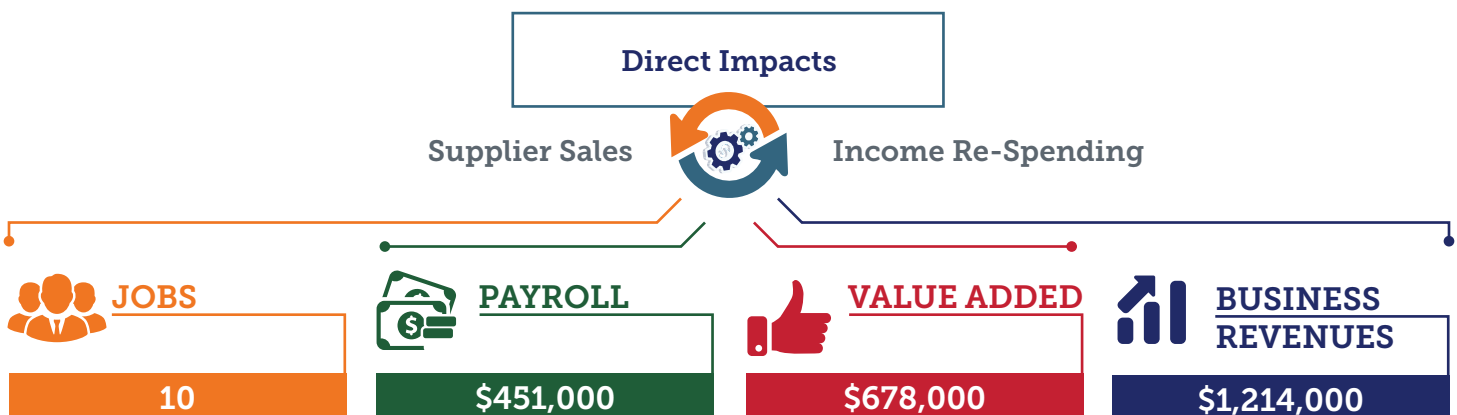 Direct Impacts
Supplier Sales
Income Re-Spending
JOBS
10
PAYROLL
$
$451,000
VALUE ADDED
$678,000
BUSINESS
REVENUES
$1,214,000